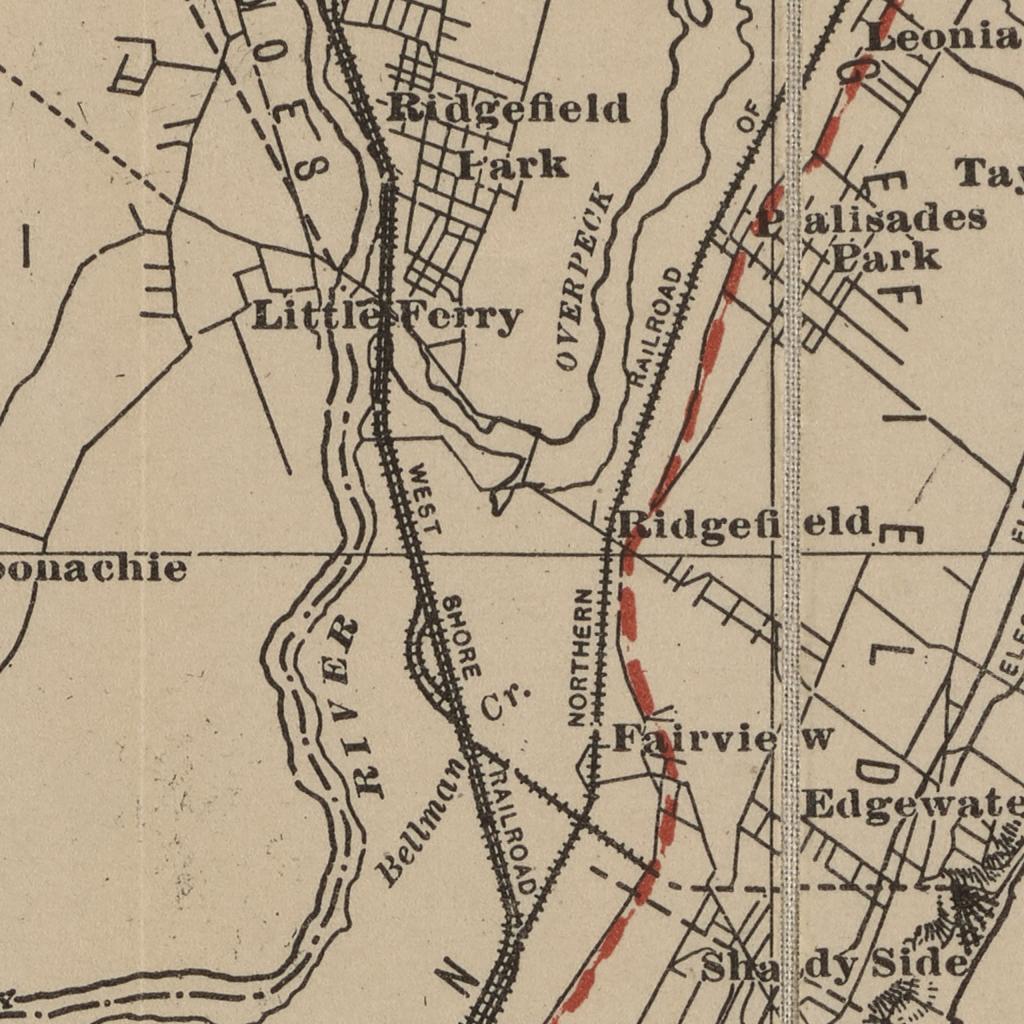 Leonia
Ridgefield
Park
OF
Palisades
Park
OVERPECK
RAILROAD
Little Ferry
WEST
Ridgefield
SHORE
NORTHERN
RIVER
Cr.
Fairview
Bellman
RAILROAD
Edgewate
Shady Side
N